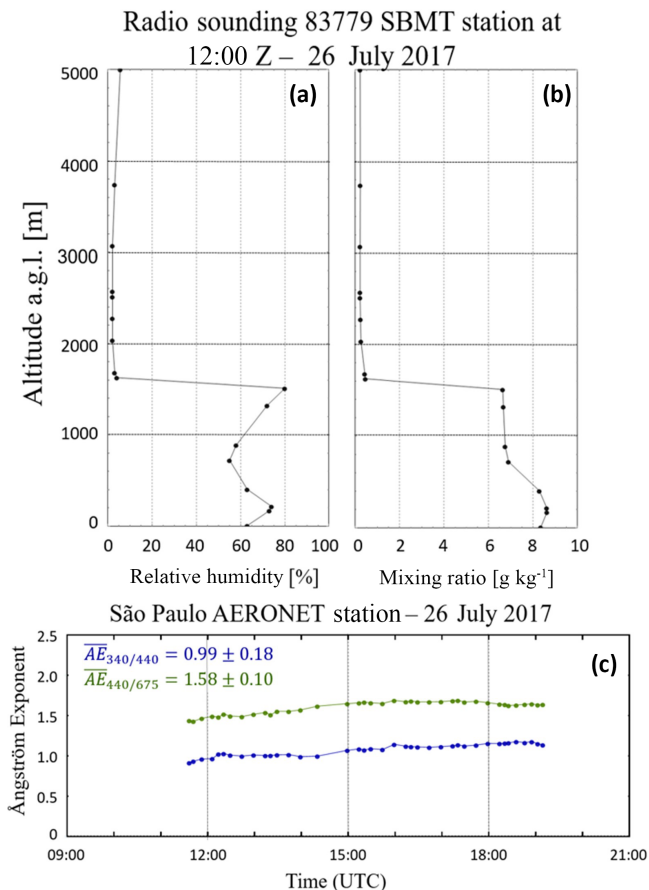 Radio sounding 83779 SBMT station at
12:00 Z – 26 July 2017
5000
4000
3000
2000
1000
0
Altitude a.g.l. [m]
(a)
(b)
0 20 40 60 80 100
0 2 4 6 8 10
Relative humidity [%]
Mixing ratio [g kg⁻¹]
São Paulo AERONET station – 26 July 2017
2.5
2.0
1.5
1.0
0.5
0
Ångström Exponent
A̅E̅₃₄₀/₄₄₀ = 0.99 ± 0.18
A̅E̅₄₄₀/₆₇₅ = 1.58 ± 0.10
(c)
09:00 12:00 15:00 18:00 21:00
Time (UTC)